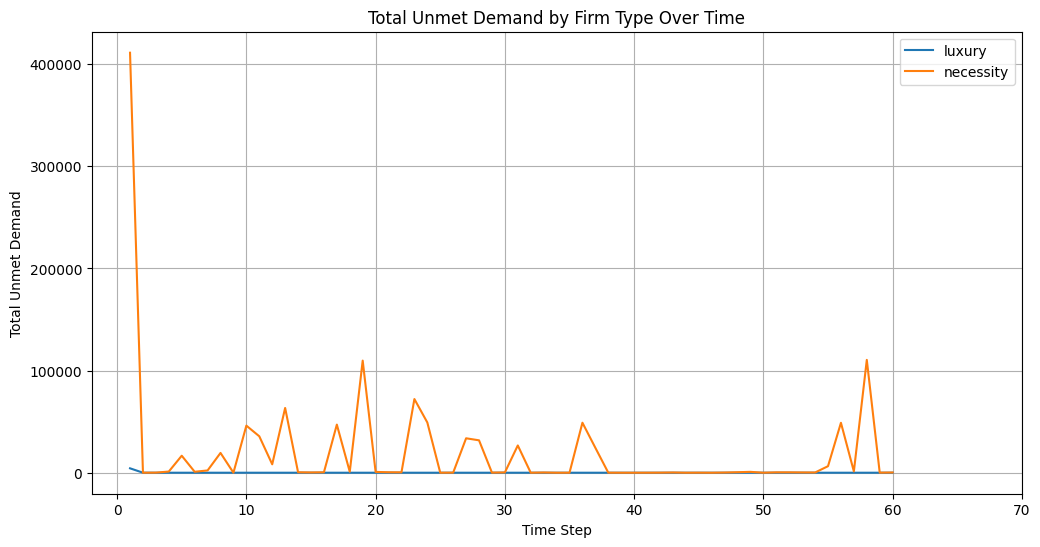 Total Unmet Demand by Firm Type Over Time
luxury
necessity
Total Unmet Demand
400000
300000
200000
100000
0
0 10 20 30 40 50 60 70
Time Step